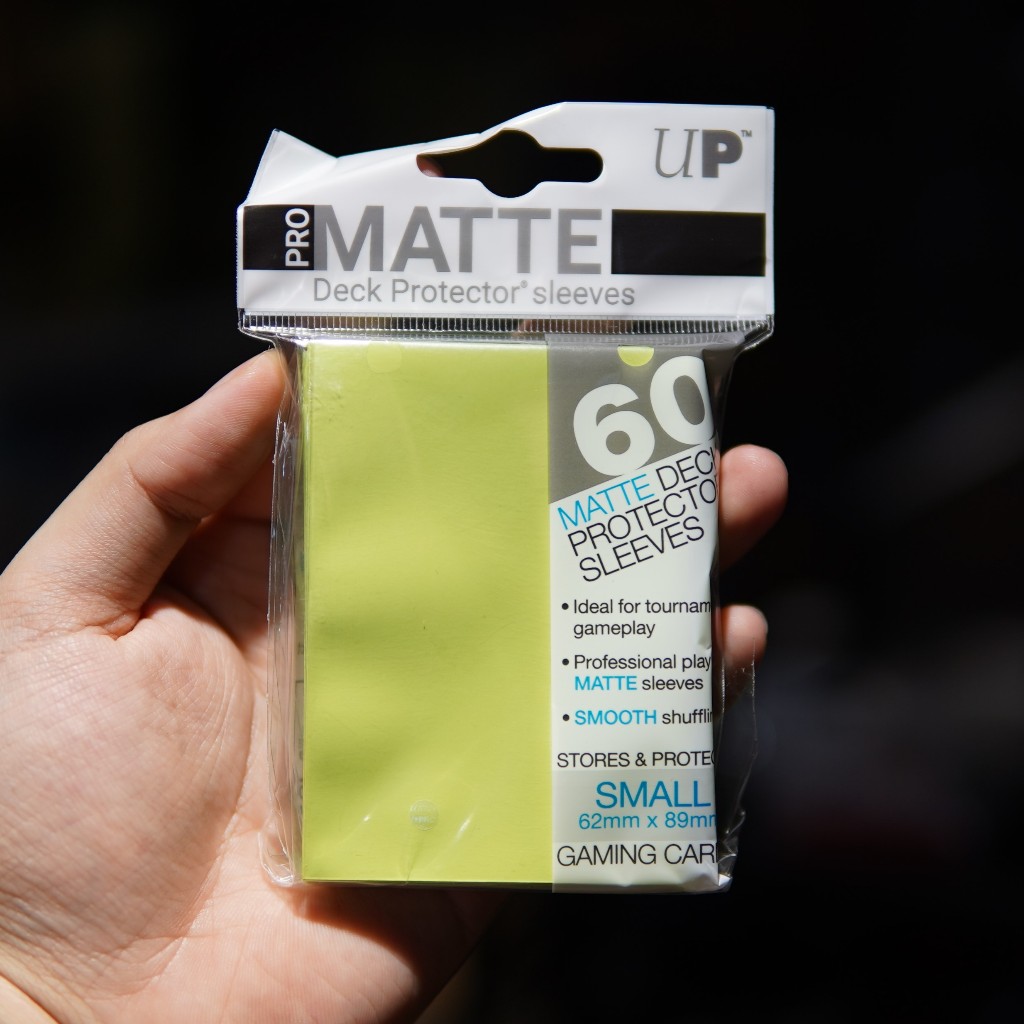 UP™
PRO
MATTE
Deck Protector® sleeves
60
MATTE DECK
PROTECTO
SLEEVES
• Ideal for tournam
gameplay
• Professional play
MATTE sleeves
• SMOOTH shufflin
STORES & PROTEC
SMALL
62mm x 89mm
GAMING CAR